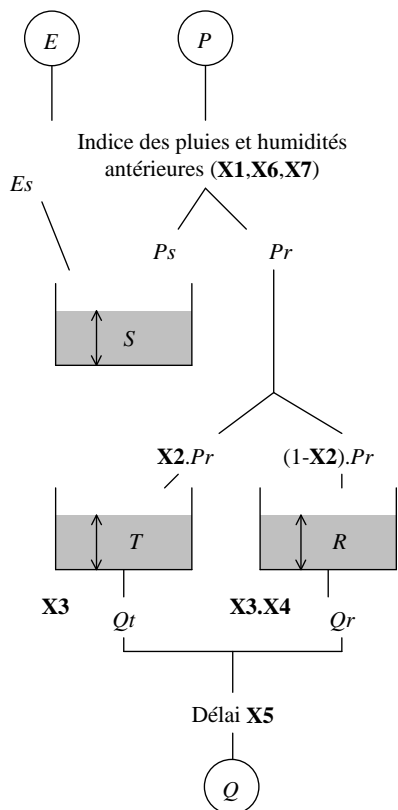 E P
Indice des pluies et humidités
antérieures (X1,X6,X7)
Es
Ps Pr
S
X2.Pr (1-X2).Pr
T R
X3 Qt X3.X4 Qr
Délai X5
Q